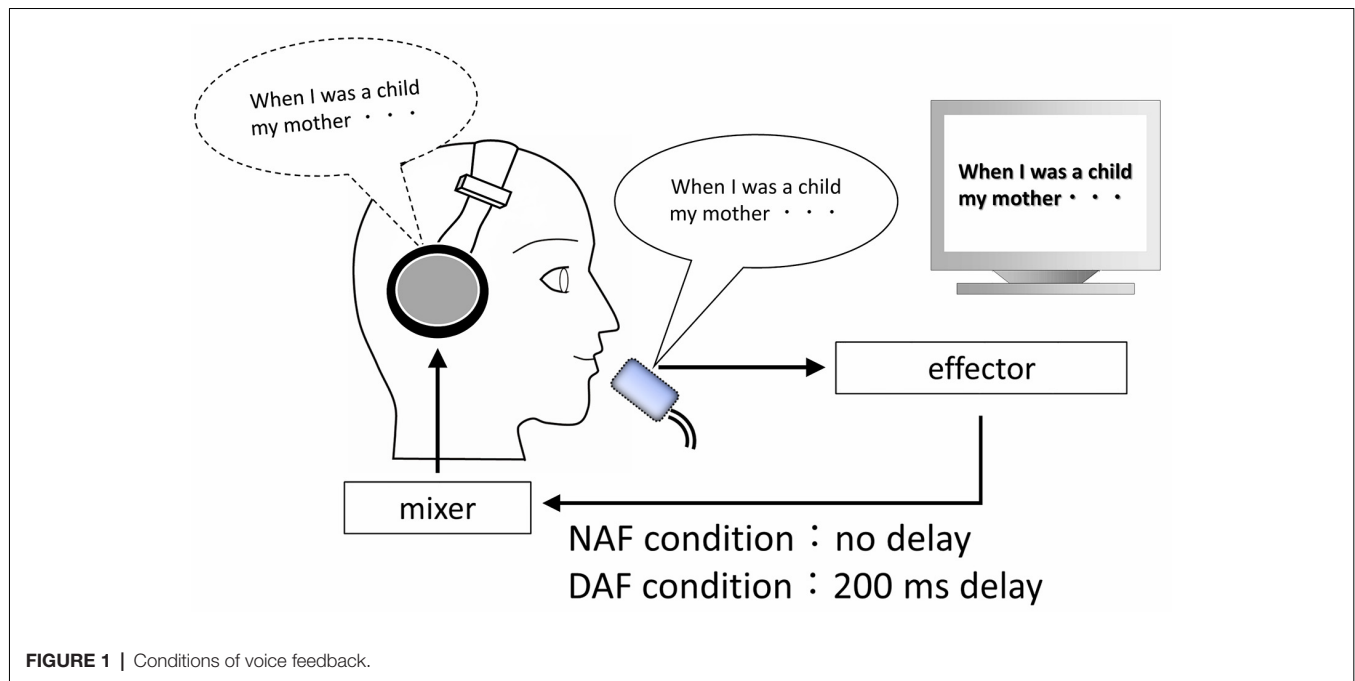 When I was a child
my mother ・・・
When I was a child
my mother ・・・
When I was a child
my mother・・・
effector
mixer
NAF condition：no delay
DAF condition：200 ms delay
FIGURE 1 | Conditions of voice feedback.